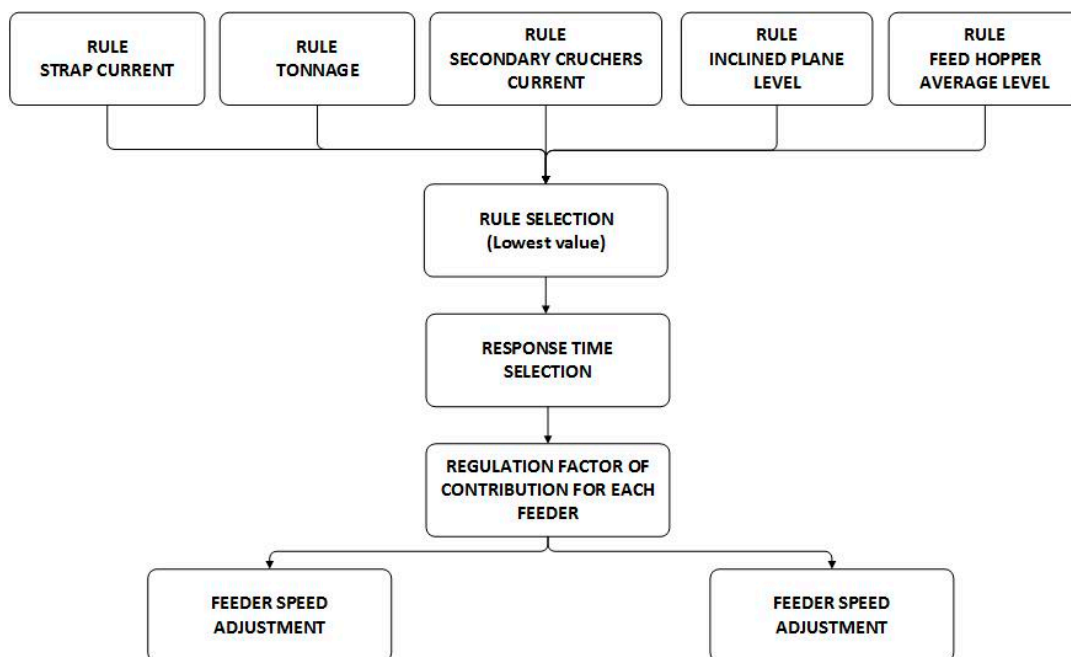 RULE
STRAP CURRENT
RULE
TONNAGE
RULE
SECONDARY CRUCHERS
CURRENT
RULE
INCLINED PLANE
LEVEL
RULE
FEED HOPPER
AVERAGE LEVEL
RULE SELECTION
(Lowest value)
RESPONSE TIME
SELECTION
REGULATION FACTOR OF
CONTRIBUTION FOR EACH
FEEDER
FEEDER SPEED
ADJUSTMENT
FEEDER SPEED
ADJUSTMENT